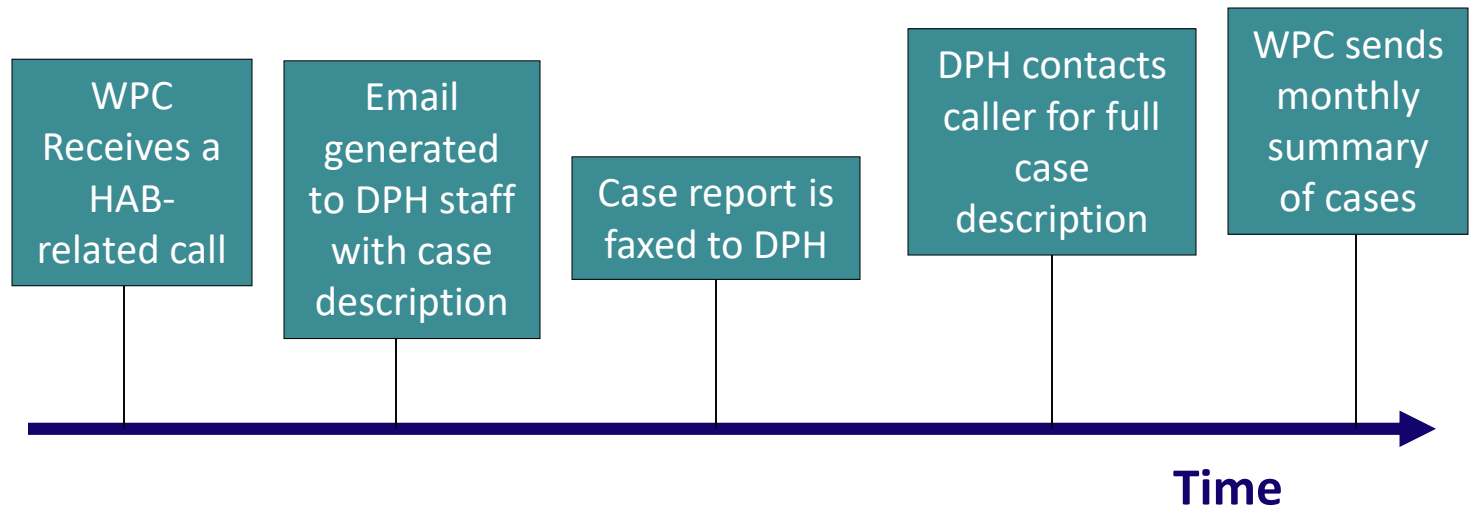 WPC
Receives a
HAB-
related call
Email
generated
to DPH staff
with case
description
Case report is
faxed to DPH
DPH contacts
caller for full
case
description
WPC sends
monthly
summary
of cases
Time